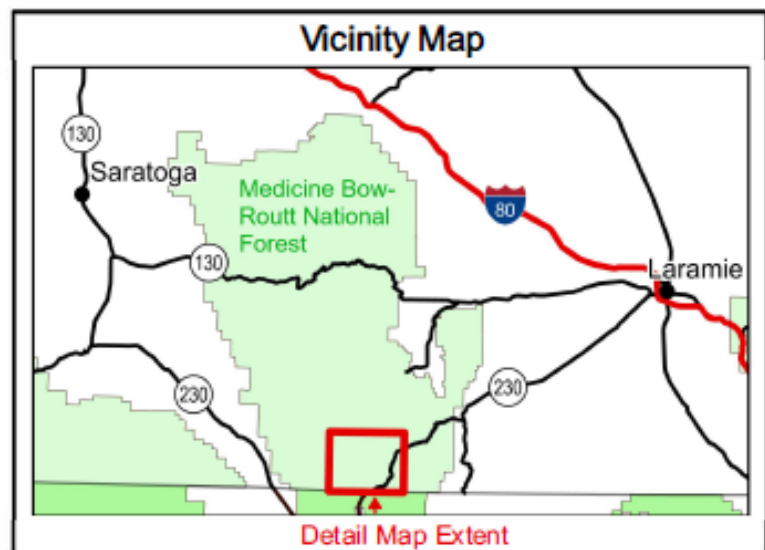 Vicinity Map
130
Saratoga
Medicine Bow-
Routt National
Forest
80
130
Laramie
230
230
Detail Map Extent